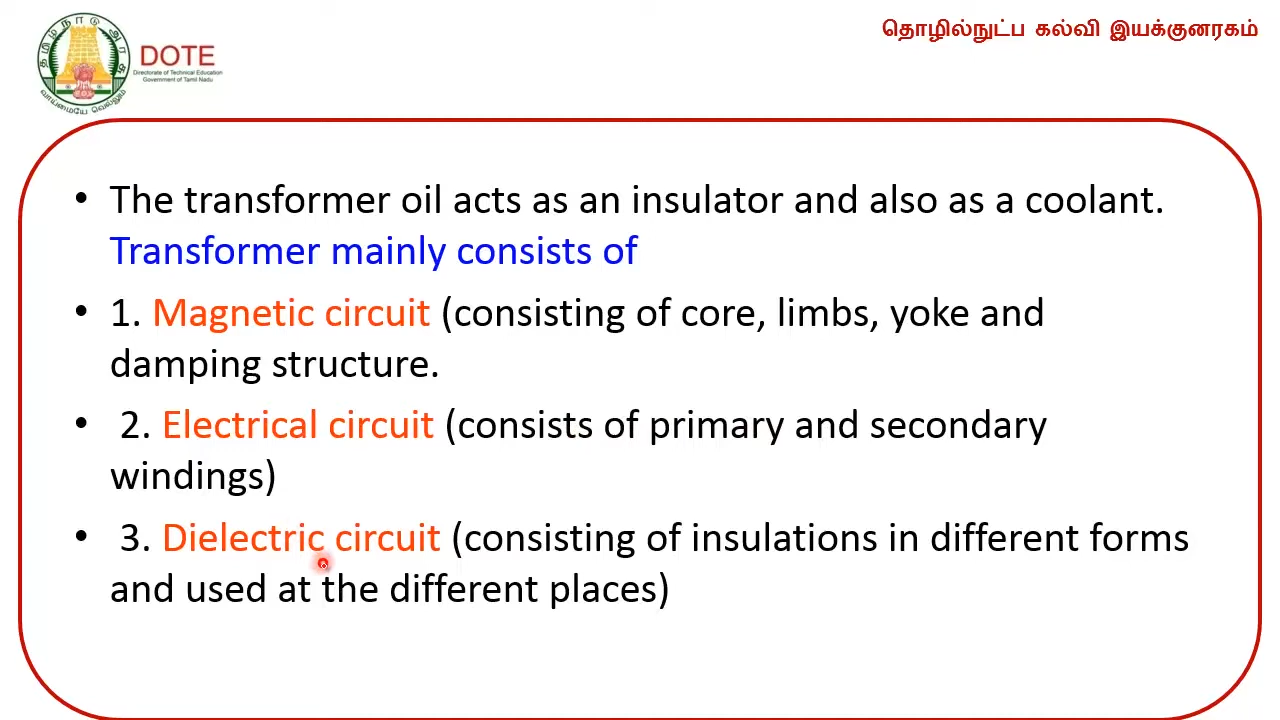 தமிழ்நாடு அரசு
வாய்மையே வெல்லும்
DOTE
Directorate of Technical Education
Government of Tamil Nadu
தொழில்நுட்ப கல்வி இயக்குனரகம்
• The transformer oil acts as an insulator and also as a coolant.
Transformer mainly consists of
• 1. Magnetic circuit (consisting of core, limbs, yoke and
damping structure.
• 2. Electrical circuit (consists of primary and secondary
windings)
• 3. Dielectric circuit (consisting of insulations in different forms
and used at the different places)